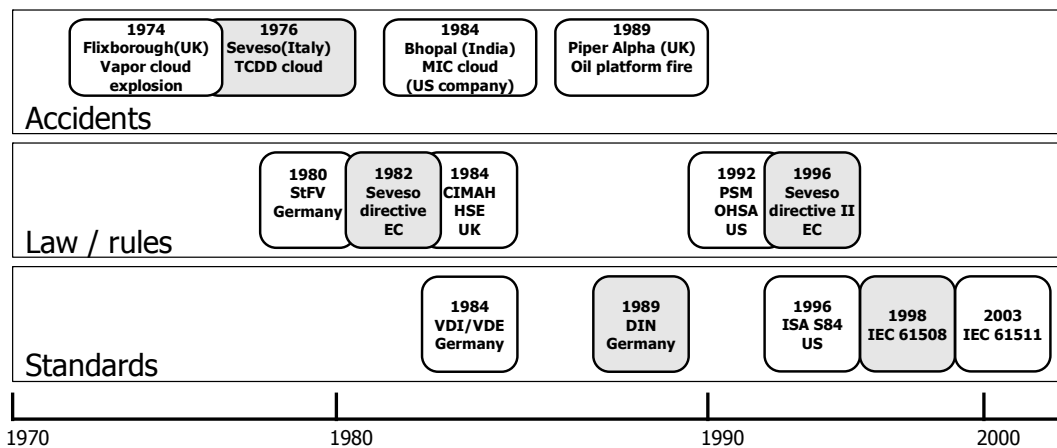 1974
Flixborough(UK)
Vapor cloud
explosion
1976
Seveso(Italy)
TCDD cloud
1984
Bhopal (India)
MIC cloud
(US company)
1989
Piper Alpha (UK)
Oil platform fire
Accidents
1980
StFV
Germany
1982
Seveso
directive
EC
1984
CIMAH
HSE
UK
1992
PSM
OHSA
US
1996
Seveso
directive II
EC
Law / rules
1984
VDI/VDE
Germany
1989
DIN
Germany
1996
ISA S84
US
1998
IEC 61508
2003
IEC 61511
Standards
1970
1980
1990
2000